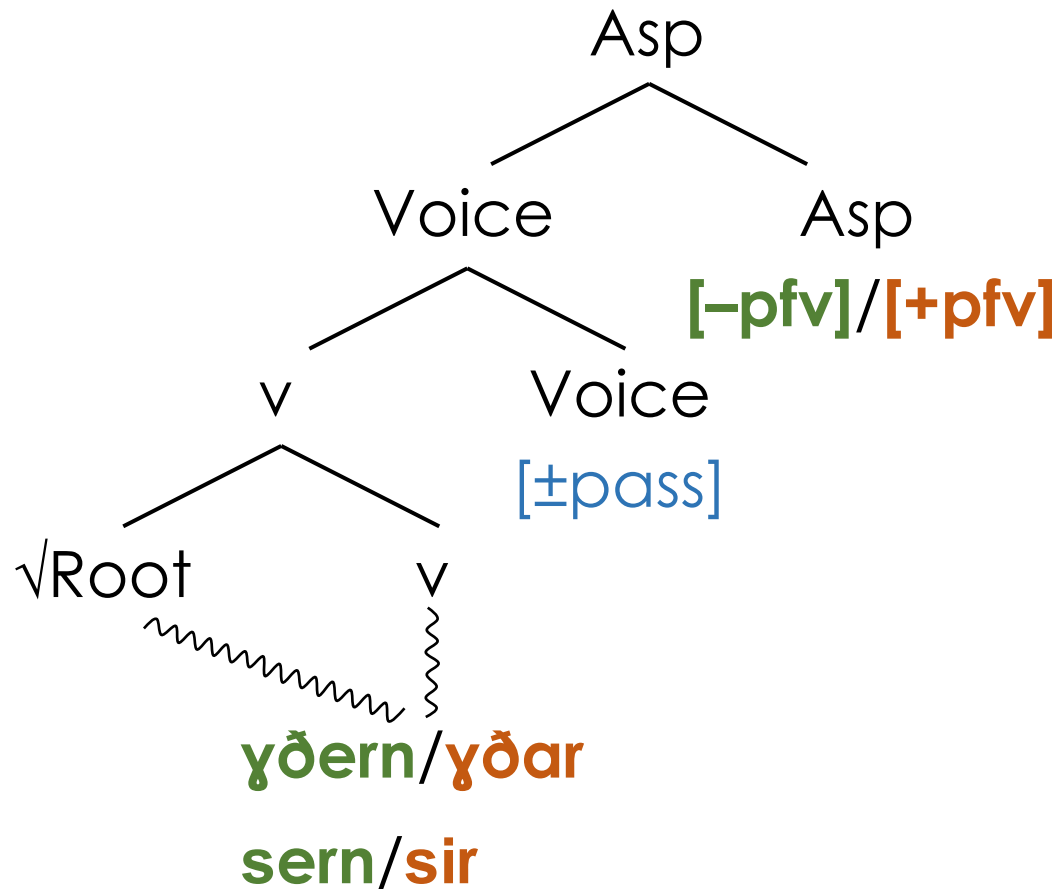 Asp
Voice Asp
[–pfv]/[+pfv]
v Voice
[±pass]
√Root v
ɣðern/ɣðar
sern/sir